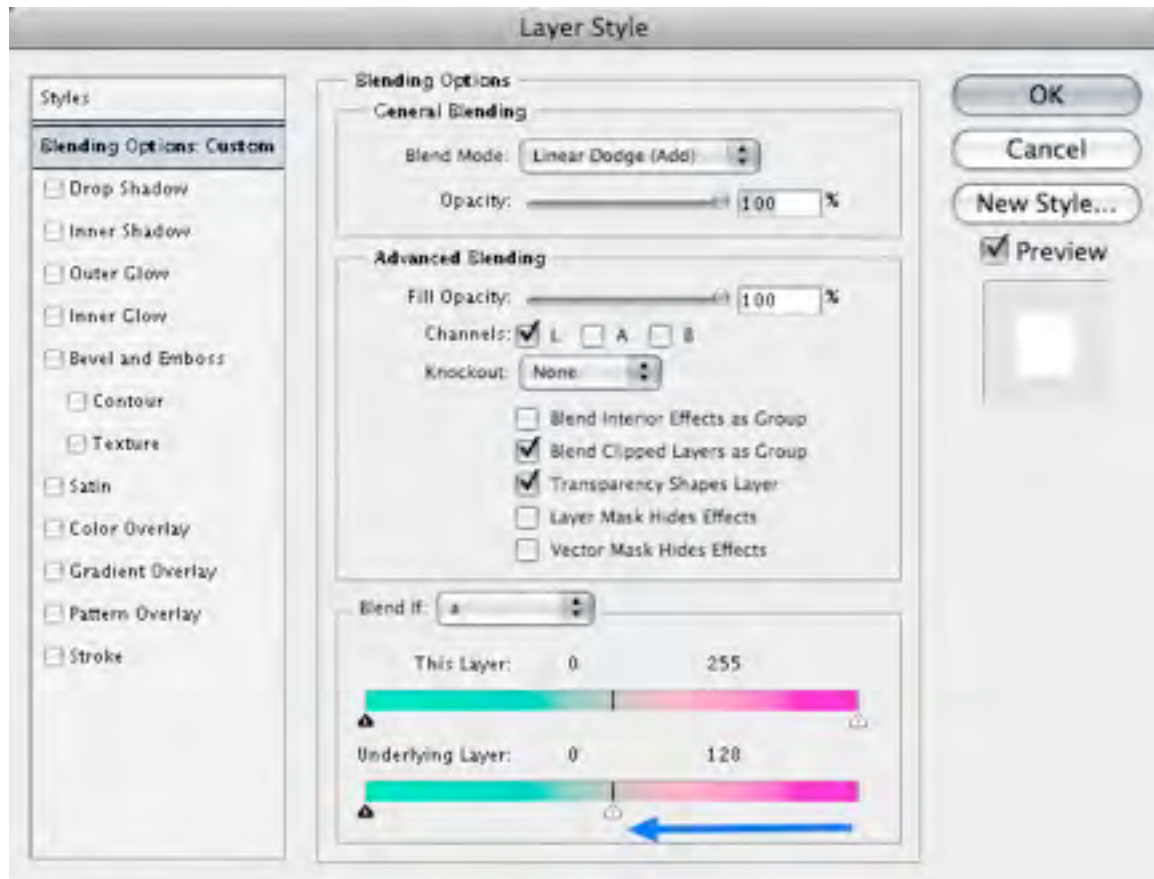 Layer Style
Styles
Blending Options: Custom
Drop Shadow
Inner Shadow
Outer Glow
Inner Glow
Bevel and Emboss
Contour
Texture
Satin
Color Overlay
Gradient Overlay
Pattern Overlay
Stroke
Blending Options
General Blending
Blend Mode: Linear Dodge (Add)
Opacity: 100 %
Advanced Blending
Fill Opacity: 100 %
Channels: L A B
Knockout: None
Blend Interior Effects as Group
Blend Clipped Layers as Group
Transparency Shapes Layer
Layer Mask Hides Effects
Vector Mask Hides Effects
Blend If: a
This Layer: 0 255
Underlying Layer: 0 128
OK
Cancel
New Style...
Preview